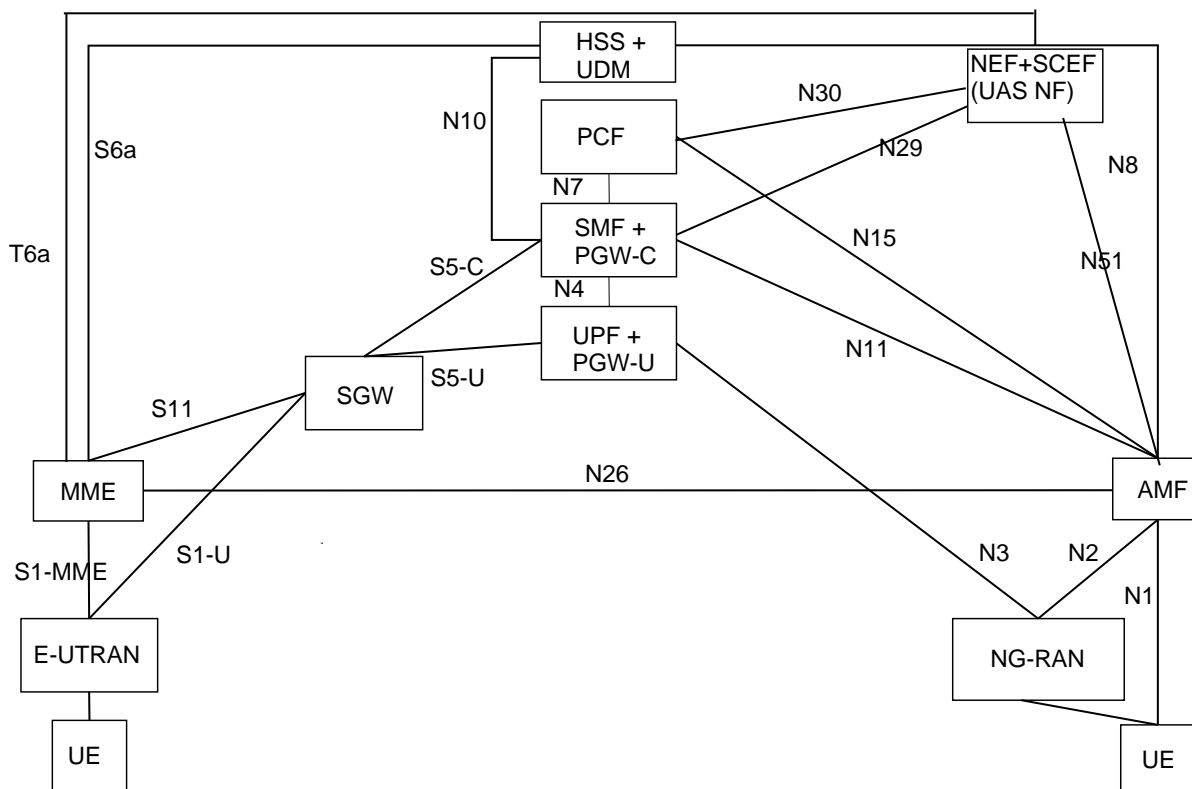 HSS +
UDM
NEF+SCEF
(UAS NF)
N30
N10
PCF
S6a
N29
N8
N7
SMF +
PGW-C
N15
T6a
S5-C
N51
N4
UPF +
PGW-U
N11
S5-U
SGW
S11
N26
MME
AMF
S1-U
N3
N2
S1-MME
N1
E-UTRAN
NG-RAN
UE
UE